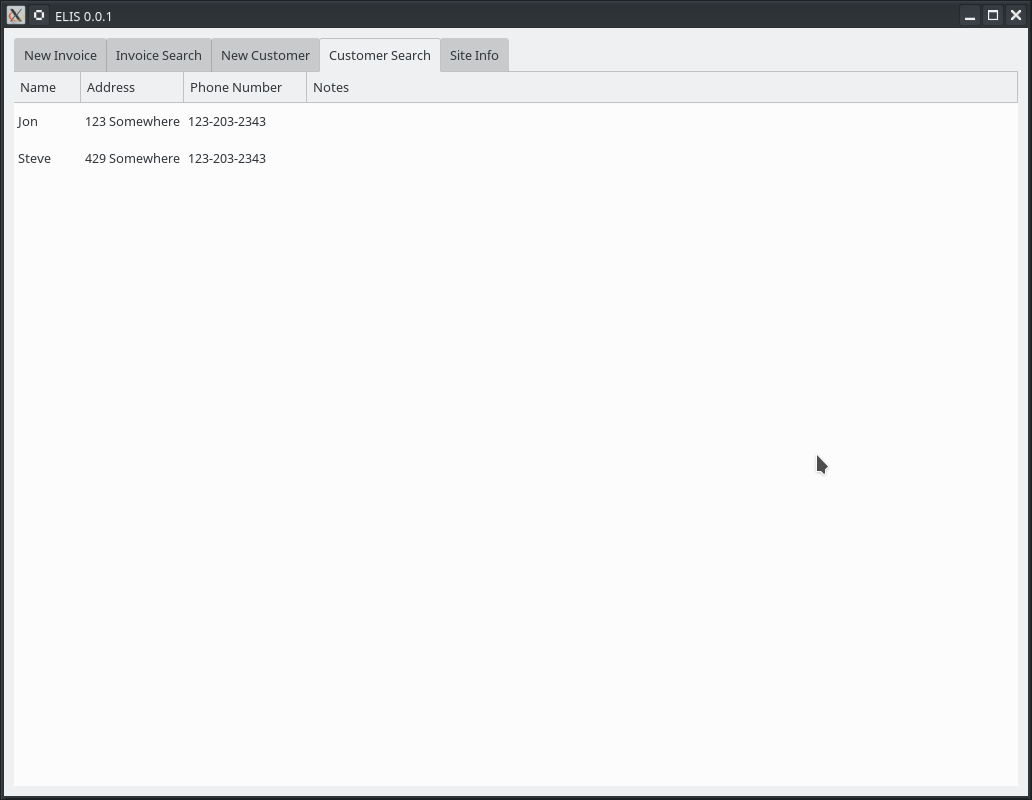 ELIS 0.0.1
New Invoice Invoice Search New Customer Customer Search Site Info
Name Address Phone Number Notes
Jon 123 Somewhere 123-203-2343
Steve 429 Somewhere 123-203-2343